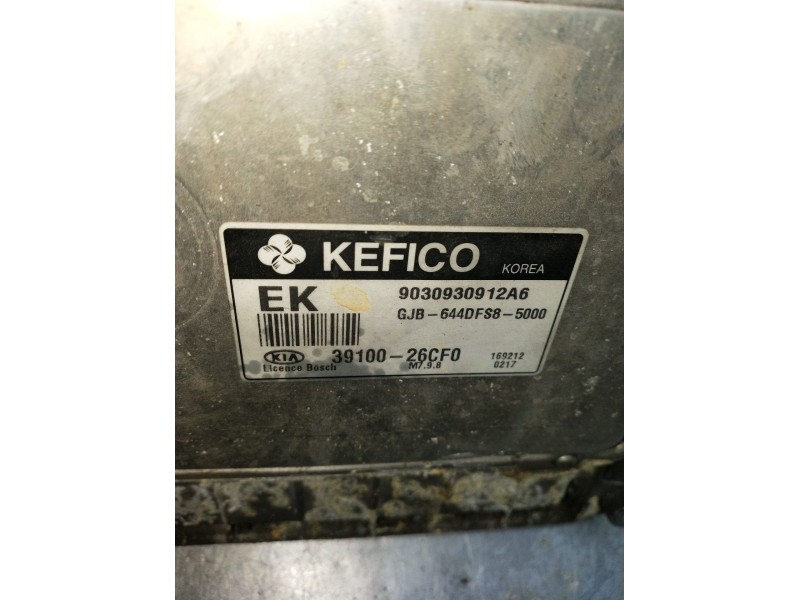 KEFICO KOREA
EK 9030930912A6
GJB-644DFS8-5000
KIA 39100-26CF0 169212
Licence Bosch M7.9.8 0217